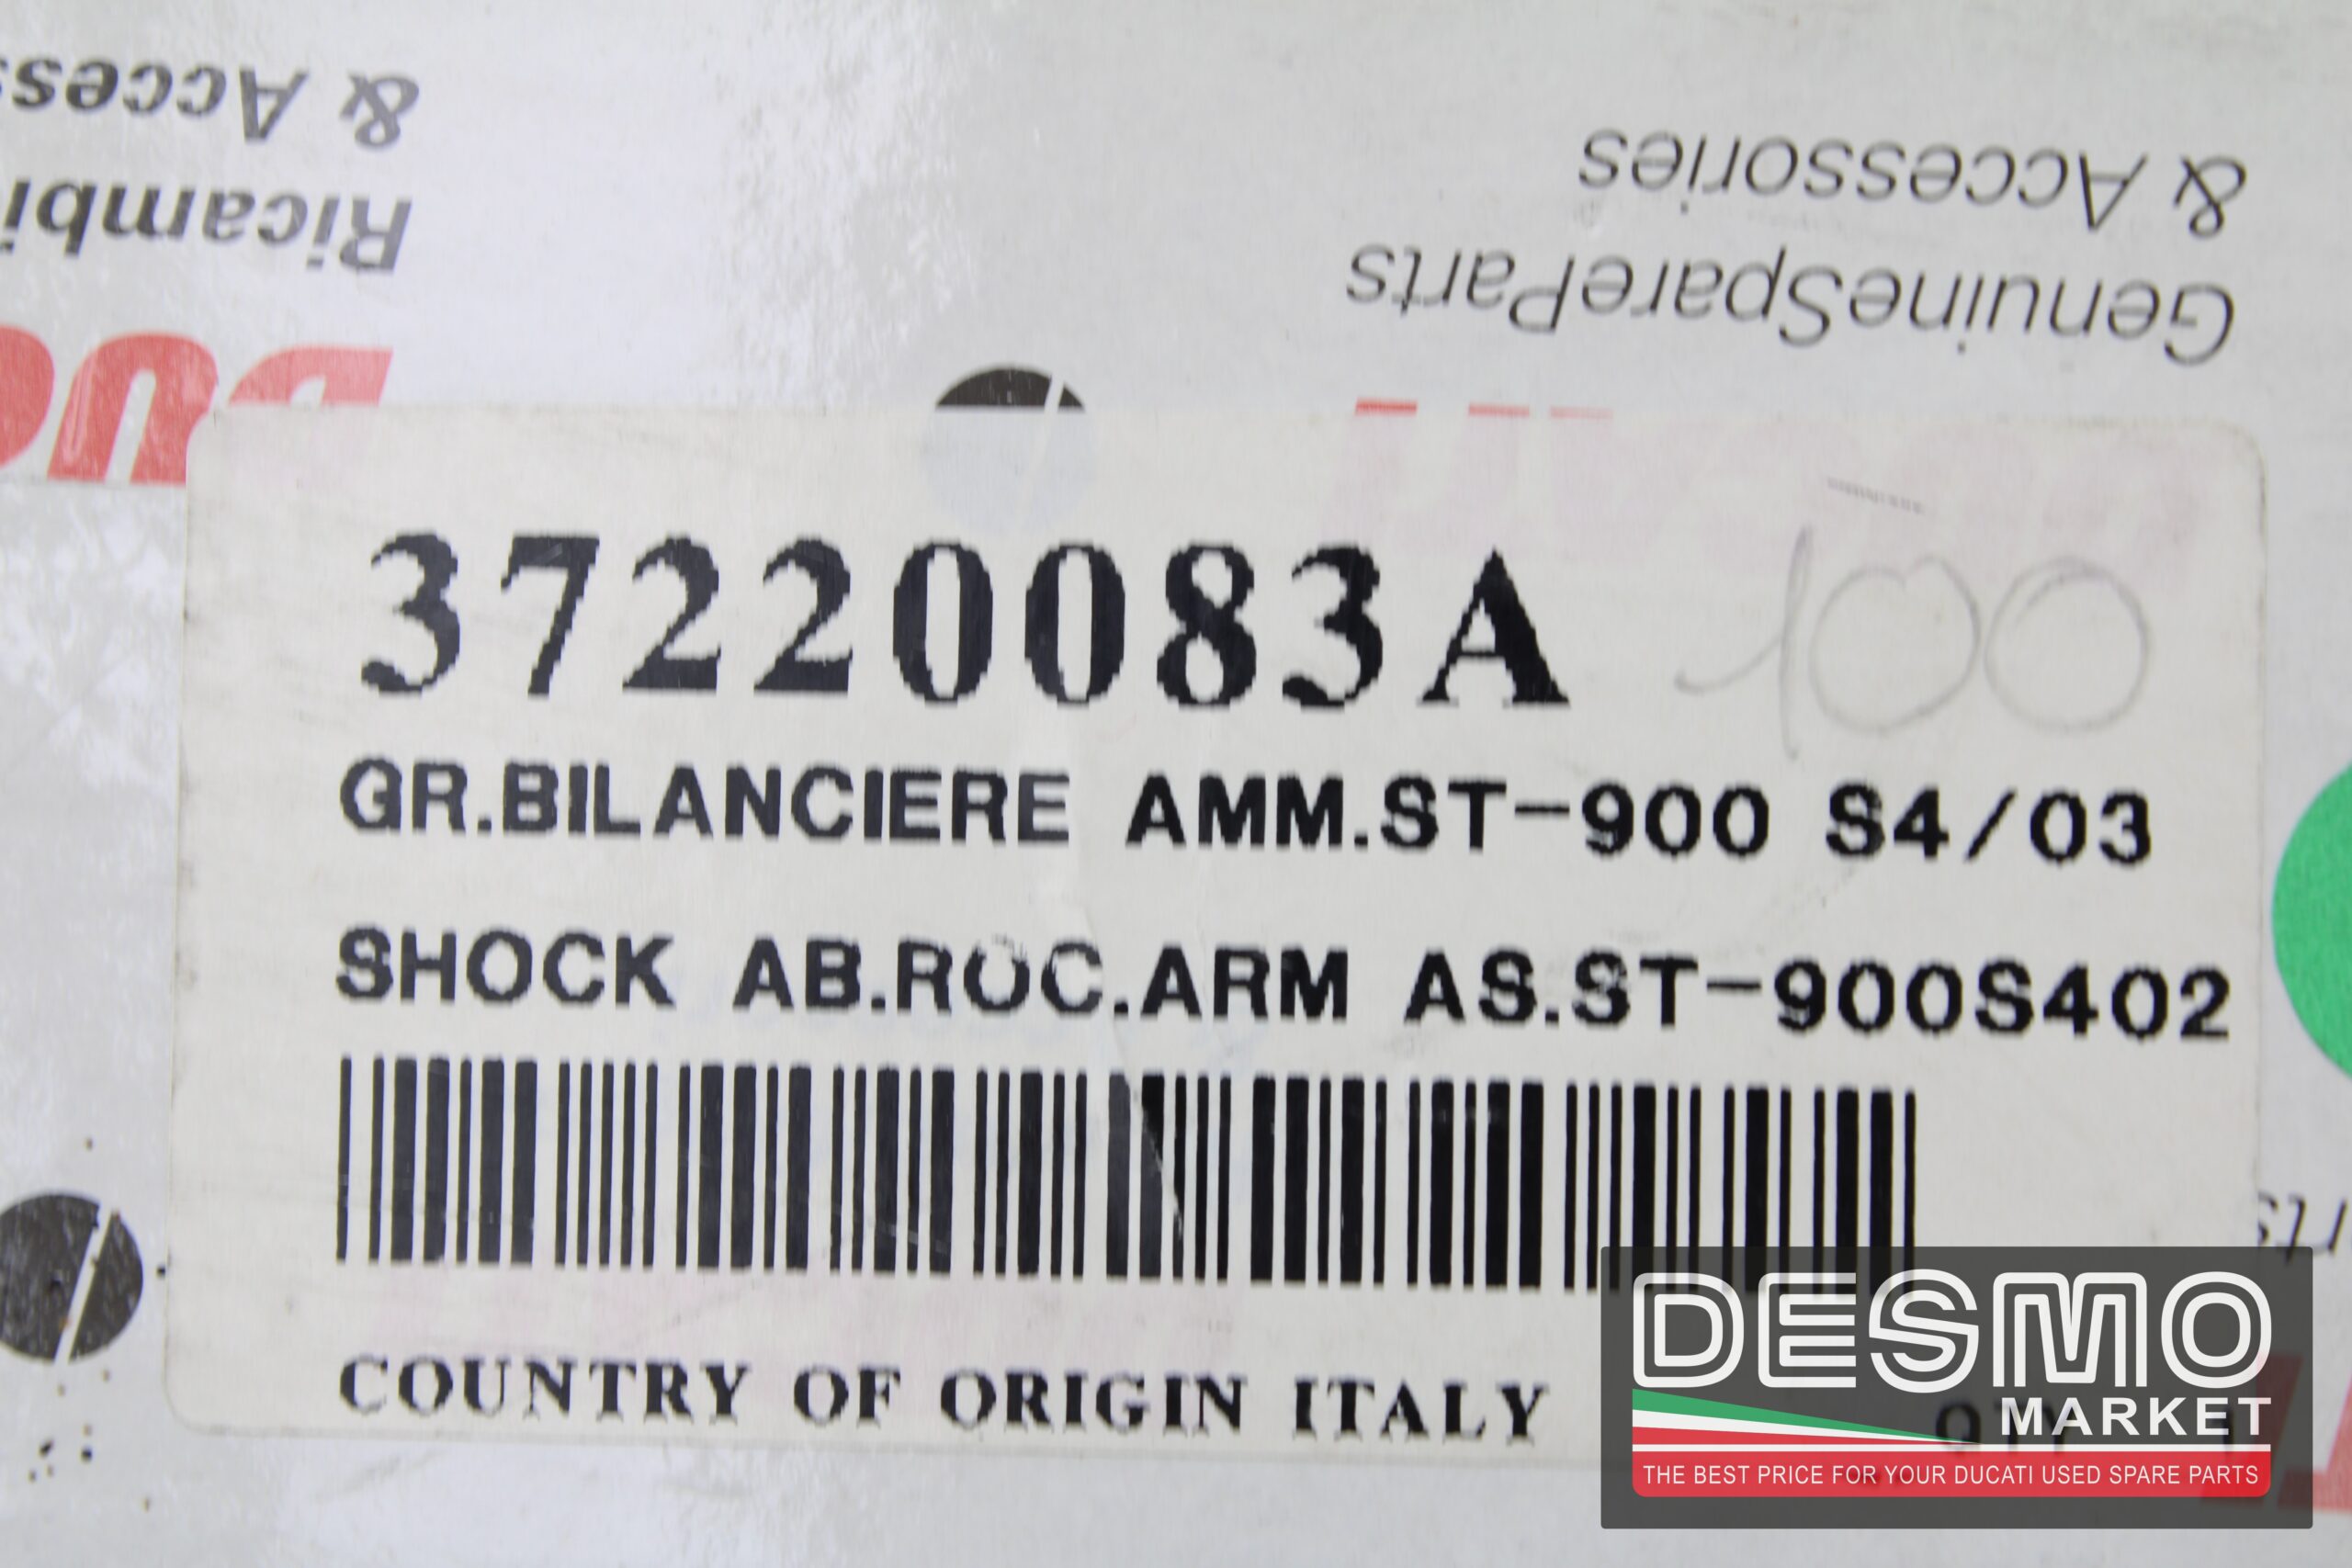 & Access
Ricambi
& Accessories
GenuineSpareParts
37220083A 100
GR.BILANCIERE AMM.ST-900 S4/03
SHOCK AB.ROC.ARM AS.ST-900S402
COUNTRY OF ORIGIN ITALY
QTY
DESMO
MARKET
THE BEST PRICE FOR YOUR DUCATI USED SPARE PARTS